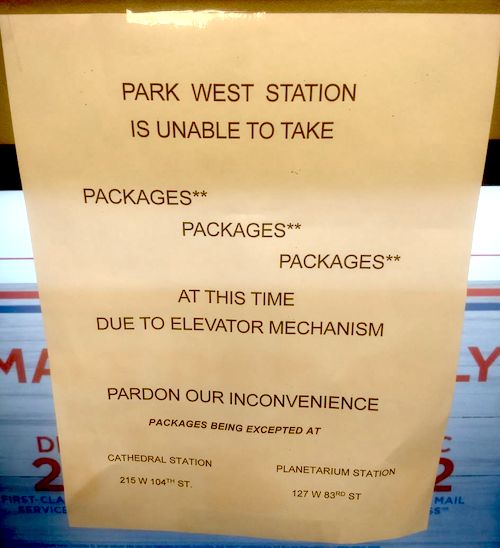 PARK WEST STATION
IS UNABLE TO TAKE
PACKAGES**
PACKAGES**
PACKAGES**
AT THIS TIME
DUE TO ELEVATOR MECHANISM
PARDON OUR INCONVENIENCE
PACKAGES BEING EXCEPTED AT
CATHEDRAL STATION
215 W 104TH ST.
PLANETARIUM STATION
127 W 83RD ST